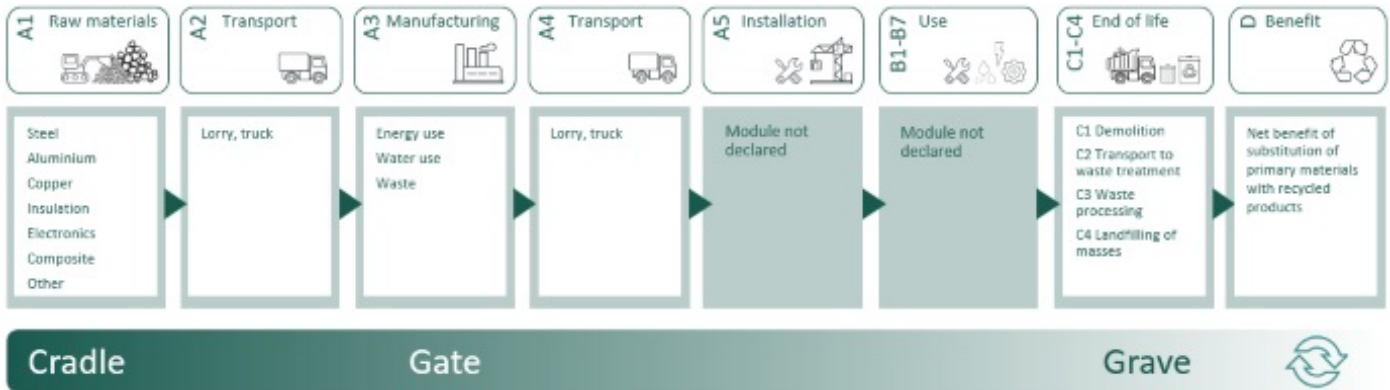 A1 Raw materials
A2 Transport
A3 Manufacturing
A4 Transport
A5 Installation
B1-B7 Use
C1-C4 End of life
D Benefit
Steel
Aluminium
Copper
Insulation
Electronics
Composite
Other
Lorry, truck
Energy use
Water use
Waste
Lorry, truck
Module not
declared
Module not
declared
C1 Demolition
C2 Transport to
waste treatment
C3 Waste
processing
C4 Landfilling of
masses
Net benefit of
substitution of
primary materials
with recycled
products
Cradle
Gate
Grave